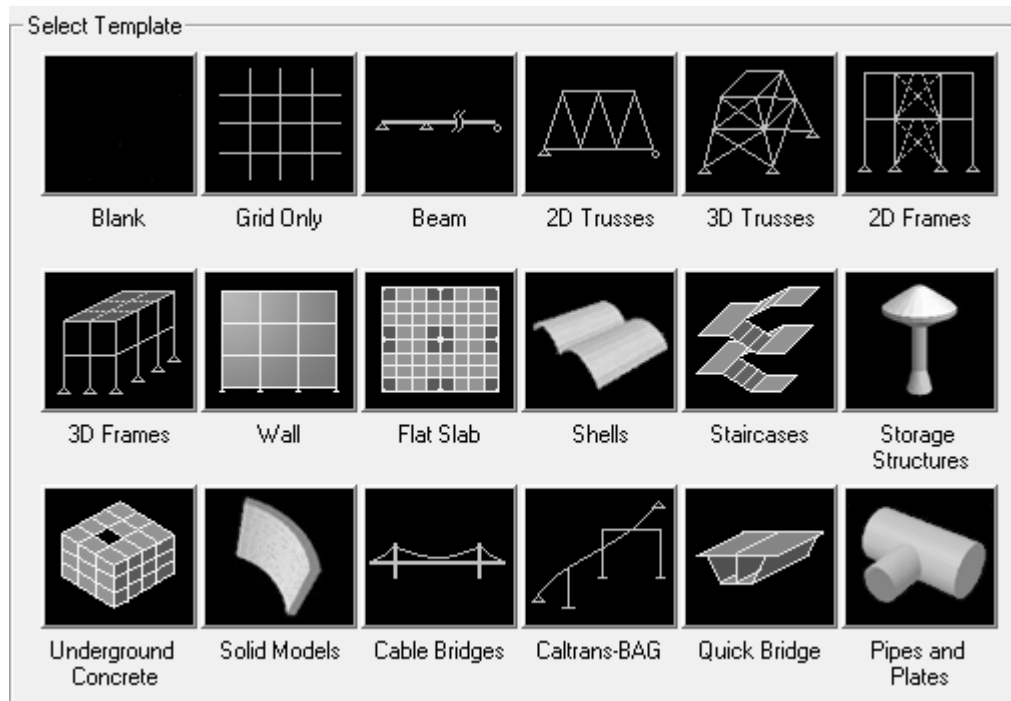 Select Template
Blank
Grid Only
Beam
2D Trusses
3D Trusses
2D Frames
3D Frames
Wall
Flat Slab
Shells
Staircases
Storage
Structures
Underground
Concrete
Solid Models
Cable Bridges
Caltrans-BAG
Quick Bridge
Pipes and
Plates